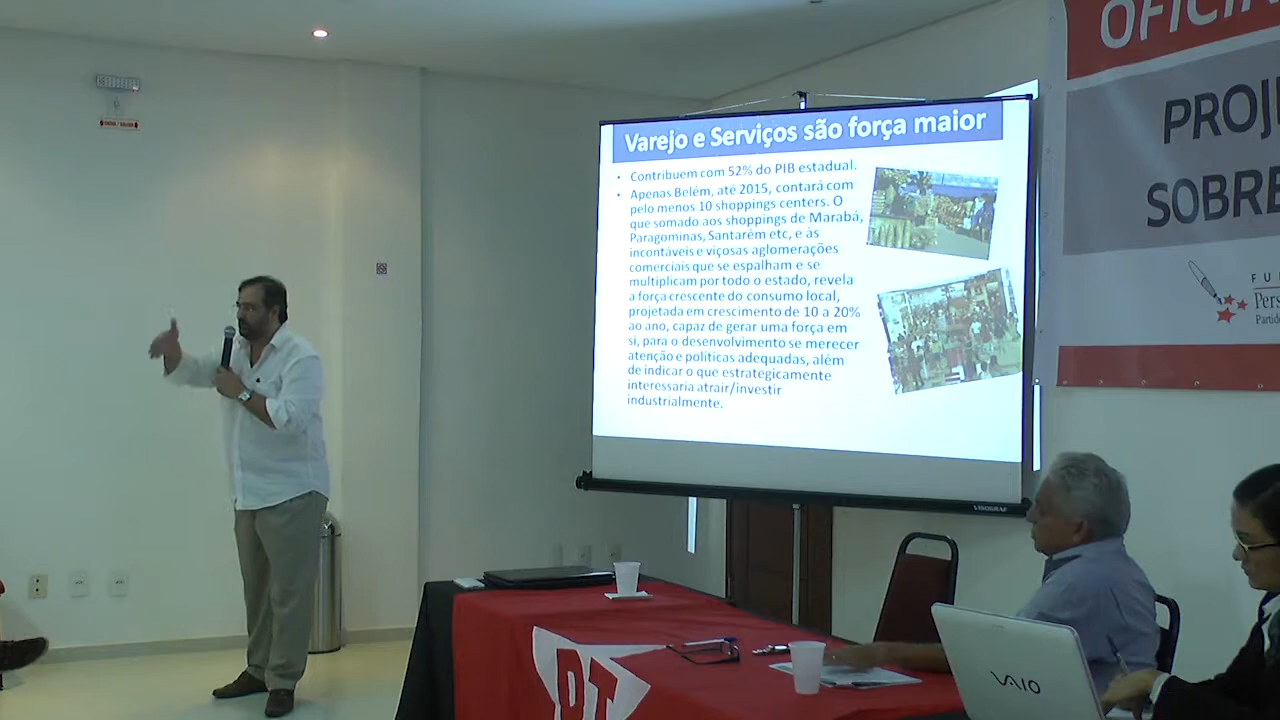 Varejo e Serviços são força maior
• Contribuem com 52% do PIB estadual.
• Apenas Belém, até 2015, contará com
pelo menos 10 shoppings centers. O
que somado aos shoppings de Marabá,
Paragominas, Santarém etc, e às
incontáveis e viçosas aglomerações
comerciais que se espalham e se
multiplicam por todo o estado, revela
a força crescente do consumo local,
projetada em crescimento de 10 a 20%
ao ano, capaz de gerar uma força em
si, para o desenvolvimento se merecer
atenção e políticas adequadas, além
de indicar o que estrategicamente
interessaria atrair/investir
industrialmente.
VISOGRAF
OFICIN
PROJ
SOBRE
FU
Pers
Partid
PT
VAIO